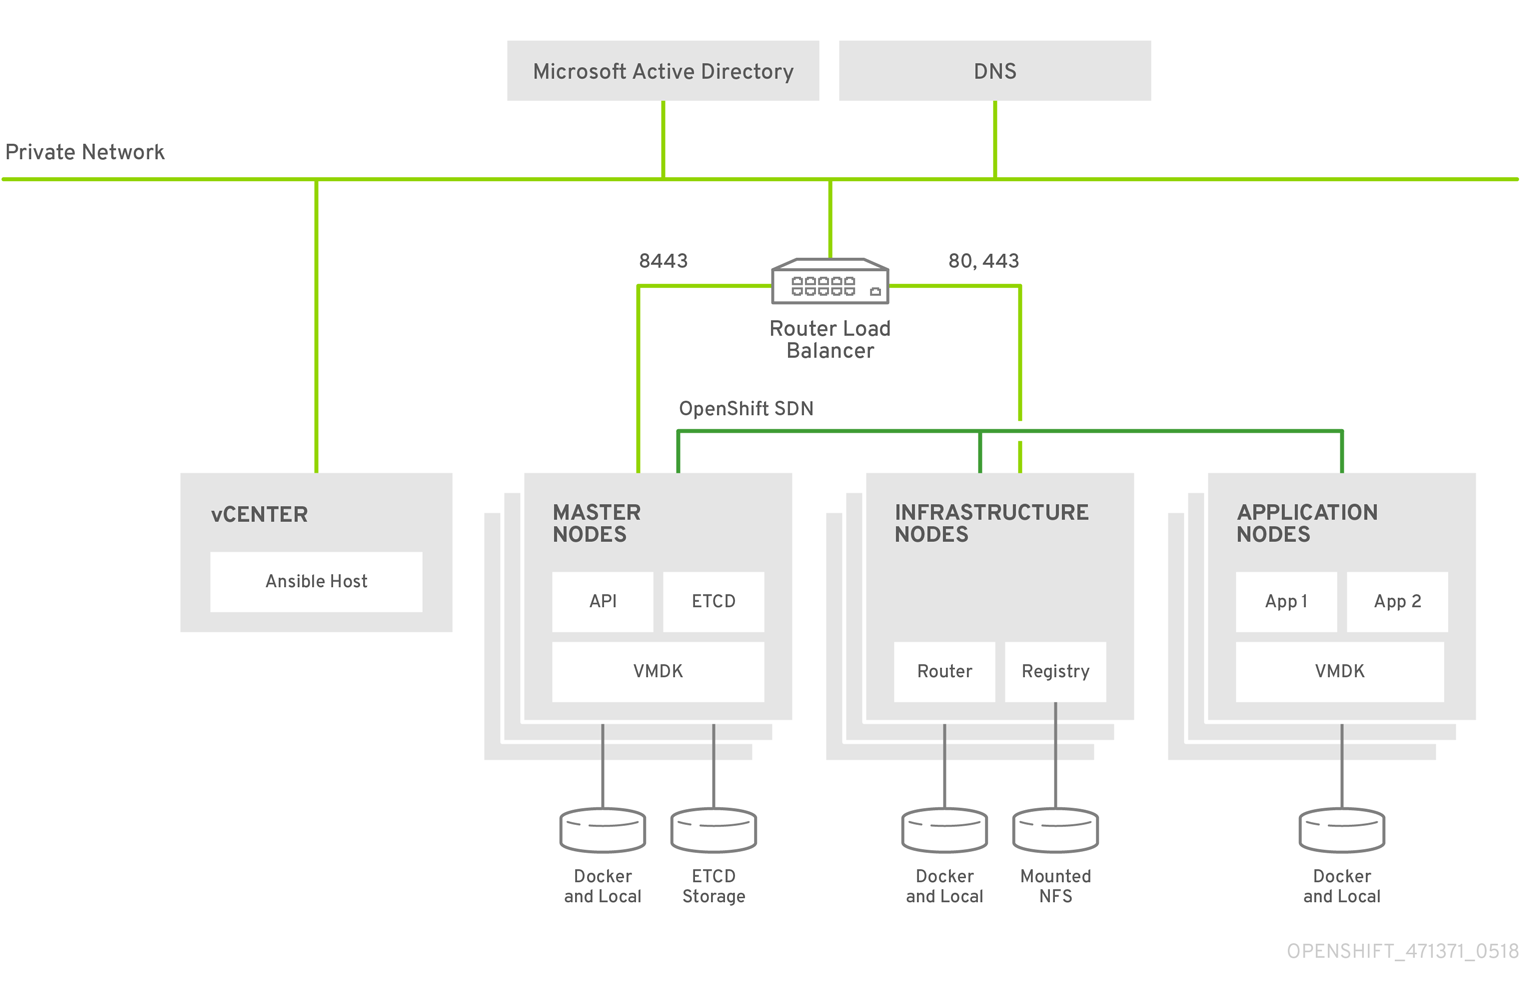 Microsoft Active Directory
DNS
Private Network
8443
80, 443
Router Load
Balancer
OpenShift SDN
vCENTER
Ansible Host
MASTER
NODES
API
ETCD
VMDK
INFRASTRUCTURE
NODES
Router
Registry
APPLICATION
NODES
App 1
App 2
VMDK
Docker
and Local
ETCD
Storage
Docker
and Local
Mounted
NFS
Docker
and Local
OPENSHIFT_471371_0518